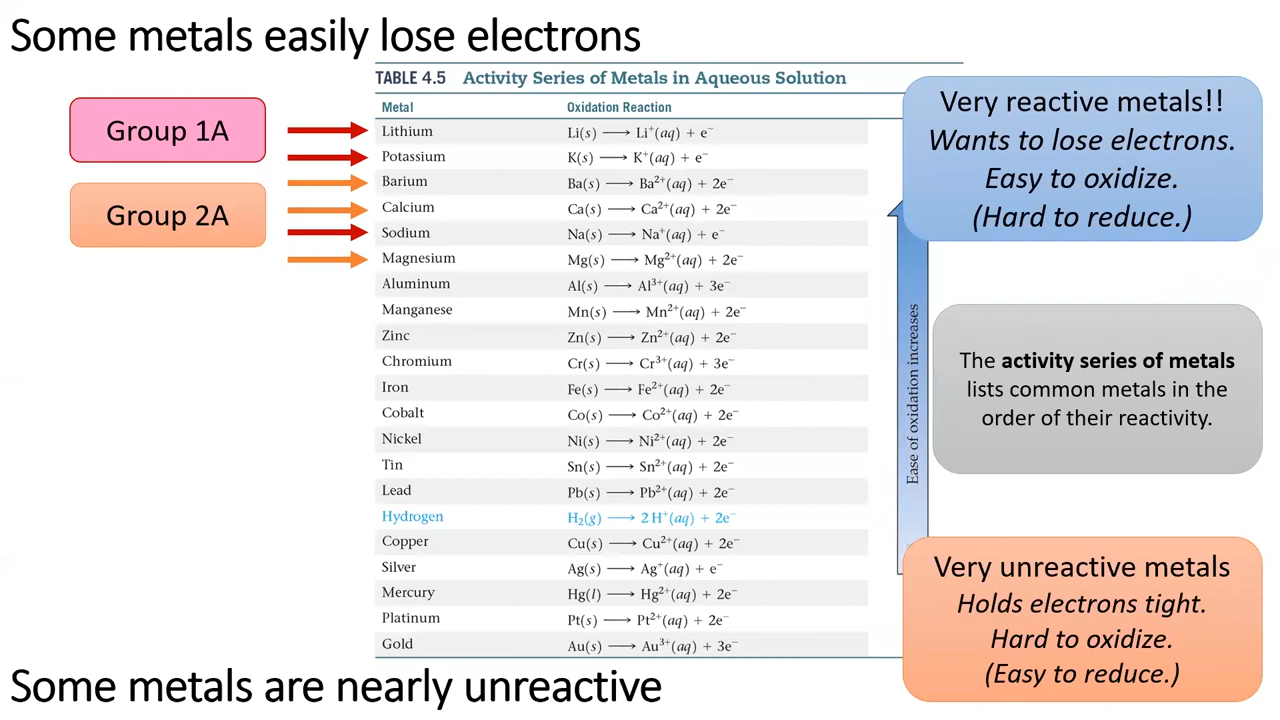 Some metals easily lose electrons
TABLE 4.5 Activity Series of Metals in Aqueous Solution
Metal Oxidation Reaction
Lithium Li(s) ⟶ Li⁺(aq) + e⁻
Potassium K(s) ⟶ K⁺(aq) + e⁻
Barium Ba(s) ⟶ Ba²⁺(aq) + 2e⁻
Calcium Ca(s) ⟶ Ca²⁺(aq) + 2e⁻
Sodium Na(s) ⟶ Na⁺(aq) + e⁻
Magnesium Mg(s) ⟶ Mg²⁺(aq) + 2e⁻
Aluminum Al(s) ⟶ Al³⁺(aq) + 3e⁻
Manganese Mn(s) ⟶ Mn²⁺(aq) + 2e⁻
Zinc Zn(s) ⟶ Zn²⁺(aq) + 2e⁻
Chromium Cr(s) ⟶ Cr³⁺(aq) + 3e⁻
Iron Fe(s) ⟶ Fe²⁺(aq) + 2e⁻
Cobalt Co(s) ⟶ Co²⁺(aq) + 2e⁻
Nickel Ni(s) ⟶ Ni²⁺(aq) + 2e⁻
Tin Sn(s) ⟶ Sn²⁺(aq) + 2e⁻
Lead Pb(s) ⟶ Pb²⁺(aq) + 2e⁻
Hydrogen H₂(g) ⟶ 2 H⁺(aq) + 2e⁻
Copper Cu(s) ⟶ Cu²⁺(aq) + 2e⁻
Silver Ag(s) ⟶ Ag⁺(aq) + e⁻
Mercury Hg(l) ⟶ Hg²⁺(aq) + 2e⁻
Platinum Pt(s) ⟶ Pt²⁺(aq) + 2e⁻
Gold Au(s) ⟶ Au³⁺(aq) + 3e⁻
Group 1A
Group 2A
Ease of oxidation increases
Very reactive metals!!
Wants to lose electrons.
Easy to oxidize.
(Hard to reduce.)
The activity series of metals
lists common metals in the
order of their reactivity.
Very unreactive metals
Holds electrons tight.
Hard to oxidize.
(Easy to reduce.)
Some metals are nearly unreactive